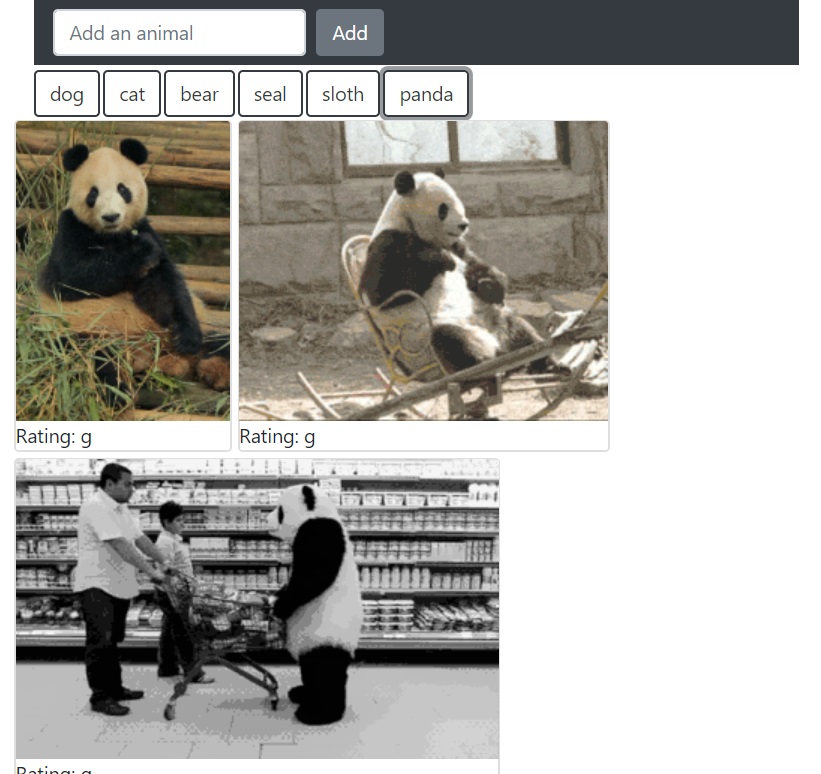 Add an animal Add
dog cat bear seal sloth panda
Rating: g Rating: g
Rating: g